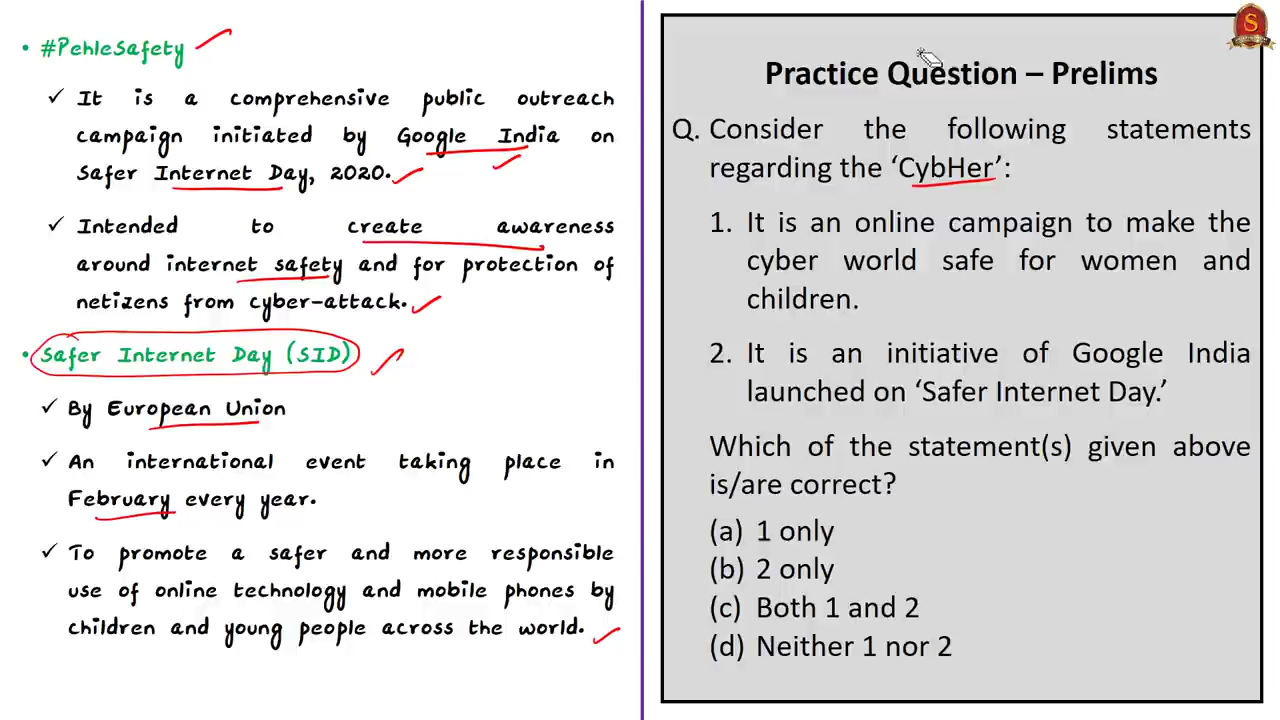 • #PehleSafety
✓ It is a comprehensive public outreach
campaign initiated by Google India on
Safer Internet Day, 2020.
✓ Intended to create awareness
around internet safety and for protection of
netizens from cyber-attack.
• Safer Internet Day (SID)
✓ By European Union
✓ An international event taking place in
February every year.
✓ To promote a safer and more responsible
use of online technology and mobile phones by
children and young people across the world.
S
Practice Question – Prelims
Q. Consider the following statements
regarding the ‘CybHer’:
1. It is an online campaign to make the
cyber world safe for women and
children.
2. It is an initiative of Google India
launched on ‘Safer Internet Day.’
Which of the statement(s) given above
is/are correct?
(a) 1 only
(b) 2 only
(c) Both 1 and 2
(d) Neither 1 nor 2